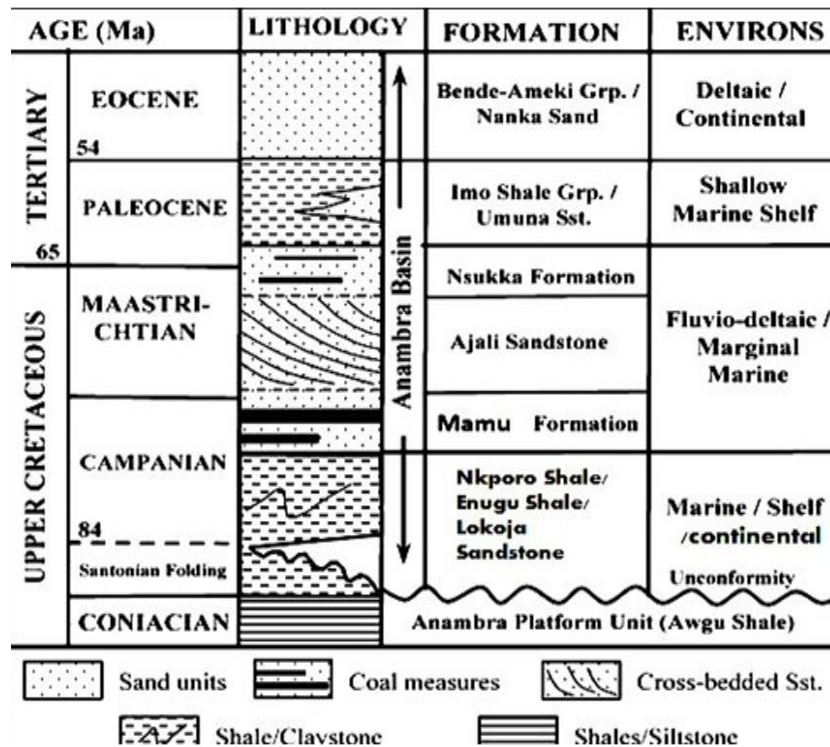 AGE (Ma)
LITHOLOGY
FORMATION
ENVIRONS
TERTIARY
EOCENE
54
Bende-Ameki Grp. /
Nanka Sand
Deltaic /
Continental
PALEOCENE
65
Imo Shale Grp. /
Umuna Sst.
Shallow
Marine Shelf
Anambra Basin
UPPER CRETACEOUS
MAASTRI-
CHTIAN
Nsukka Formation
Ajali Sandstone
Fluvio-deltaic /
Marginal
Marine
Mamu Formation
CAMPANIAN
84
Nkporo Shale/
Enugu Shale/
Lokoja
Sandstone
Marine / Shelf
/continental
Santonian Folding
Unconformity
CONIACIAN
Anambra Platform Unit (Awgu Shale)
Sand units
Coal measures
Cross-bedded Sst.
Shale/Claystone
Shales/Siltstone